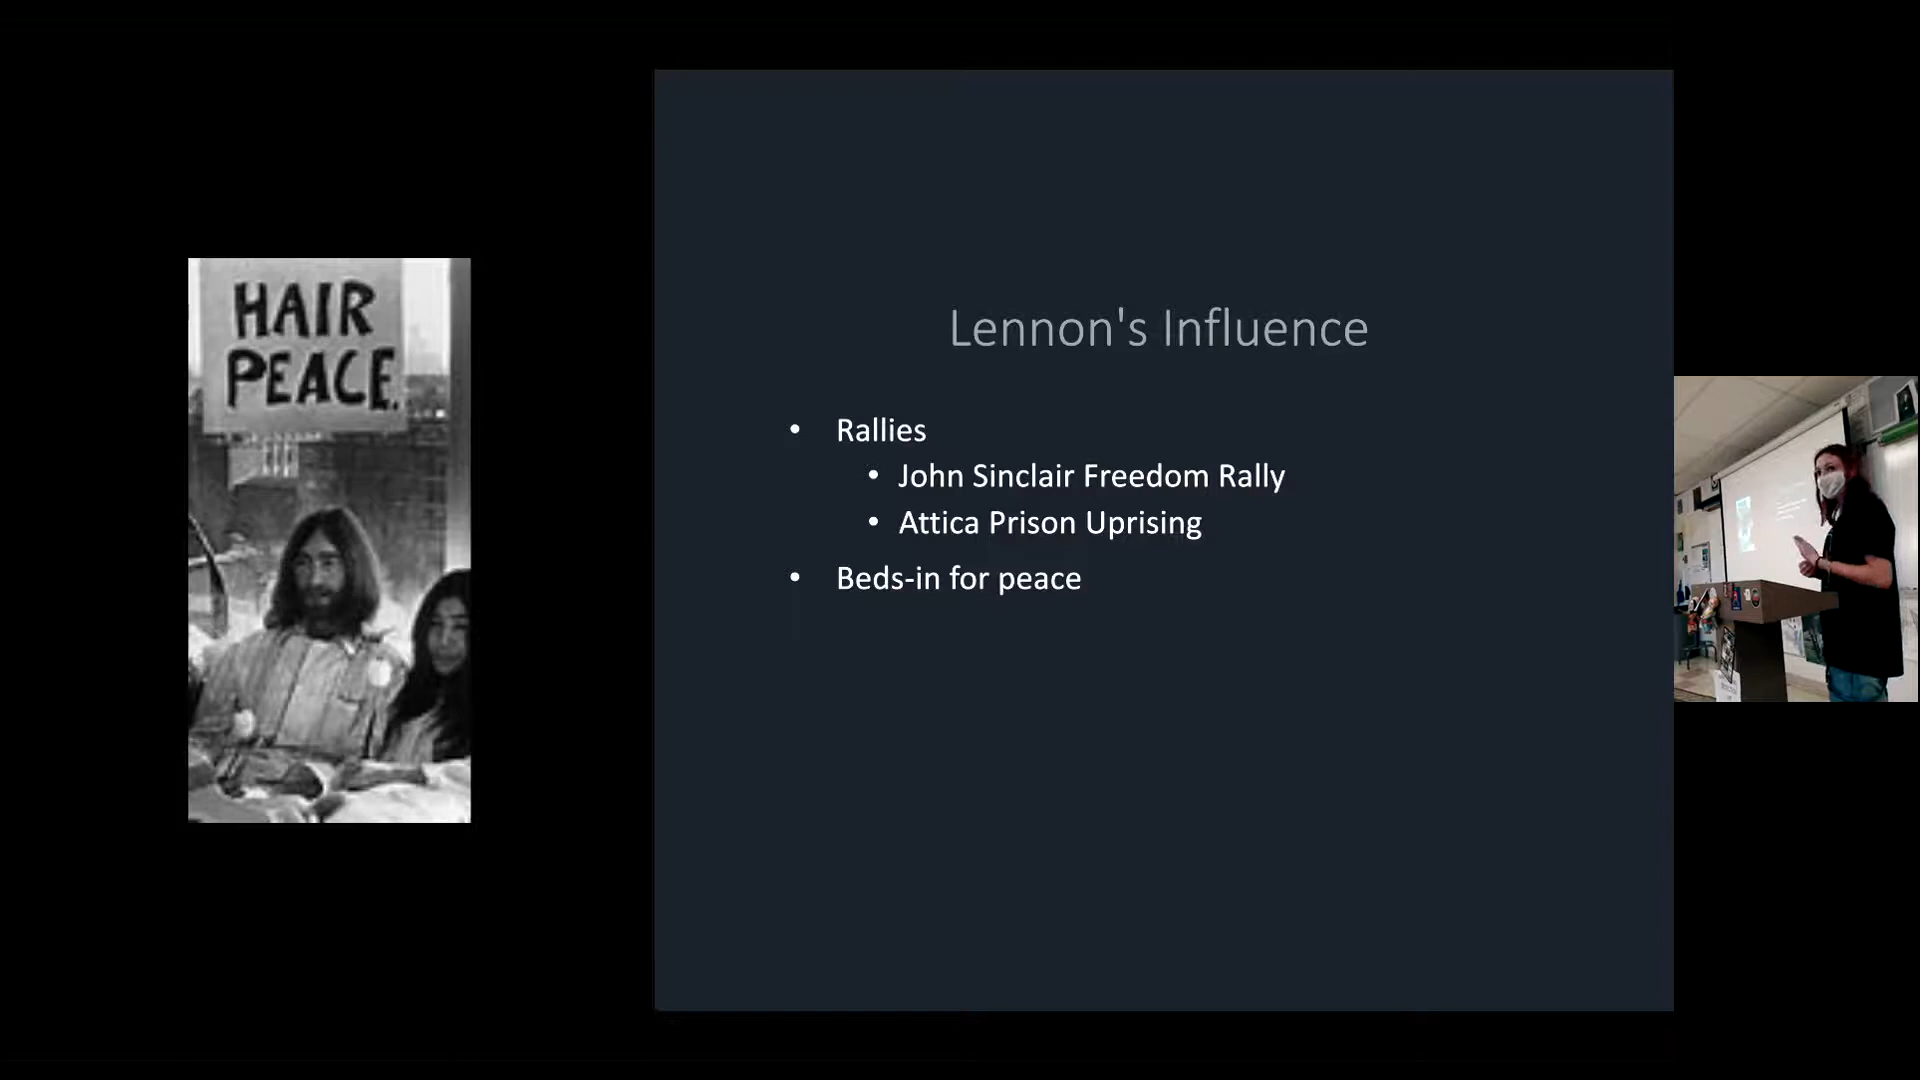 HAIR
PEACE.
Lennon's Influence
• Rallies
• John Sinclair Freedom Rally
• Attica Prison Uprising
• Beds-in for peace